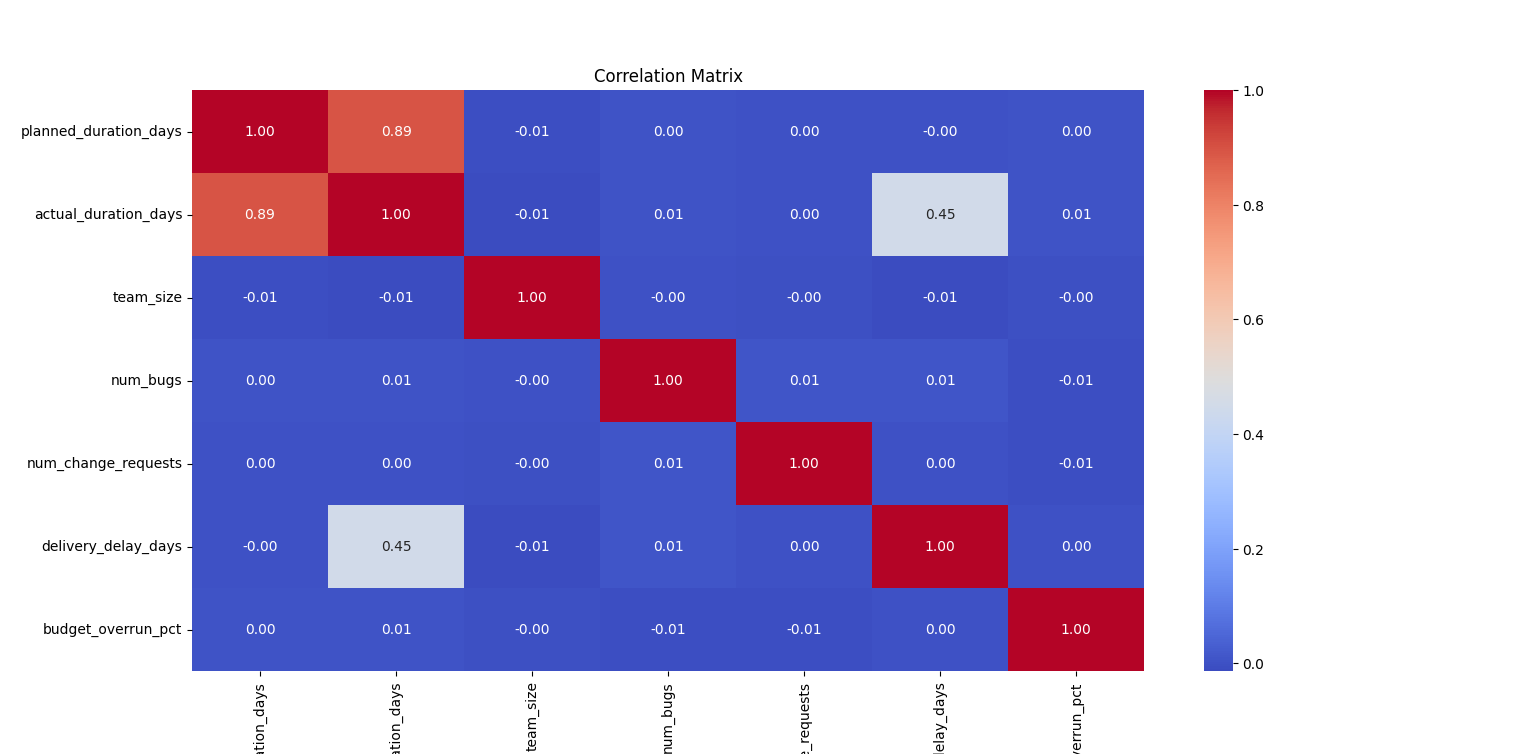 Correlation Matrix
planned_duration_days 1.00 0.89 -0.01 0.00 0.00 -0.00 0.00
actual_duration_days 0.89 1.00 -0.01 0.01 0.00 0.45 0.01
team_size -0.01 -0.01 1.00 -0.00 -0.00 -0.01 -0.00
num_bugs 0.00 0.01 -0.00 1.00 0.01 0.01 -0.01
num_change_requests 0.00 0.00 -0.00 0.01 1.00 0.00 -0.01
delivery_delay_days -0.00 0.45 -0.01 0.01 0.00 1.00 0.00
budget_overrun_pct 0.00 0.01 -0.00 -0.01 -0.01 0.00 1.00
ation_days
ation_days
team_size
num_bugs
e_requests
elay_days
verrun_pct
1.0
0.8
0.6
0.4
0.2
0.0